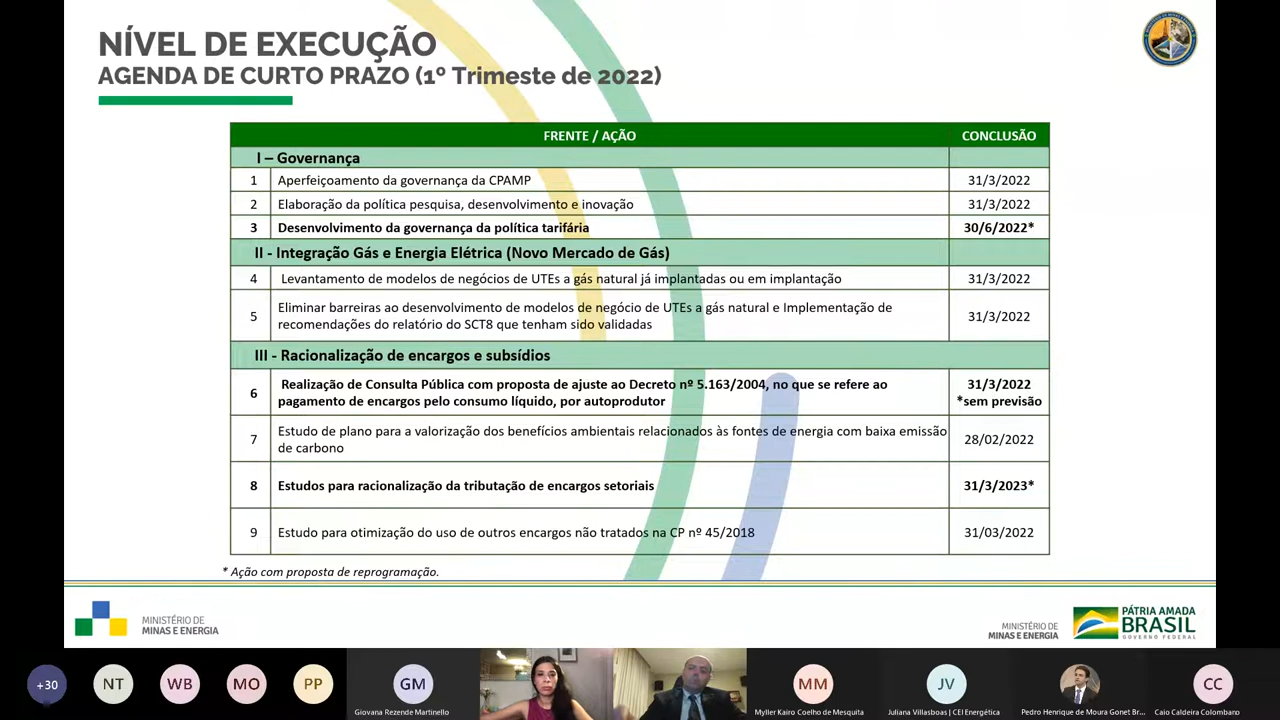 NÍVEL DE EXECUÇÃO
AGENDA DE CURTO PRAZO (1º Trimeste de 2022)
FRENTE / AÇÃO CONCLUSÃO
I – Governança
1 Aperfeiçoamento da governança da CPAMP 31/3/2022
2 Elaboração da política pesquisa, desenvolvimento e inovação 31/3/2022
3 Desenvolvimento da governança da política tarifária 30/6/2022*
II - Integração Gás e Energia Elétrica (Novo Mercado de Gás)
4 Levantamento de modelos de negócios de UTEs a gás natural já implantadas ou em implantação 31/3/2022
5 Eliminar barreiras ao desenvolvimento de modelos de negócio de UTEs a gás natural e Implementação de
recomendações do relatório do SCT8 que tenham sido validadas 31/3/2022
III - Racionalização de encargos e subsídios
6 Realização de Consulta Pública com proposta de ajuste ao Decreto nº 5.163/2004, no que se refere ao 31/3/2022
pagamento de encargos pelo consumo líquido, por autoprodutor *sem previsão
7 Estudo de plano para a valorização dos benefícios ambientais relacionados às fontes de energia com baixa emissão
de carbono 28/02/2022
8 Estudos para racionalização da tributação de encargos setoriais 31/3/2023*
9 Estudo para otimização do uso de outros encargos não tratados na CP nº 45/2018 31/03/2022
* Ação com proposta de reprogramação.
MINISTÉRIO DE
MINAS E ENERGIA
MINISTÉRIO DE
MINAS E ENERGIA
PÁTRIA AMADA
BRASIL
GOVERNO FEDERAL
+30 NT WB MO PP GM MM JV CC
Giovana Rezende Martinello Myller Kairo Coelho de Mesquita Juliana Villasboas | CEI Energética Pedro Henrique de Moura Gonet Br... Caio Caldeira Colombano